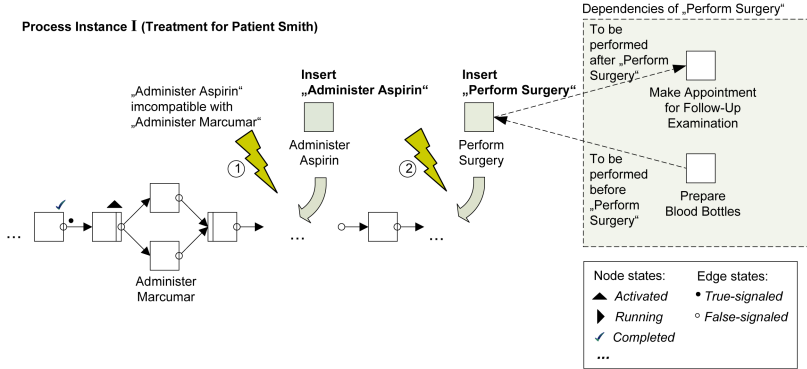 Dependencies of „Perform Surgery“
Process Instance I (Treatment for Patient Smith)
To be
performed
after „Perform
Surgery“
Make Appointment
for Follow-Up
Examination
To be
performed
before
„Perform
Surgery“
Prepare
Blood Bottles
„Administer Aspirin“
imcompatible with
„Administer Marcumar“
Insert
„Administer Aspirin“
Insert
„Perform Surgery“
1
Administer
Aspirin
2
Perform
Surgery
...
...
...
Administer
Marcumar
Node states:
Activated
Running
Completed
...
Edge states:
True-signaled
False-signaled